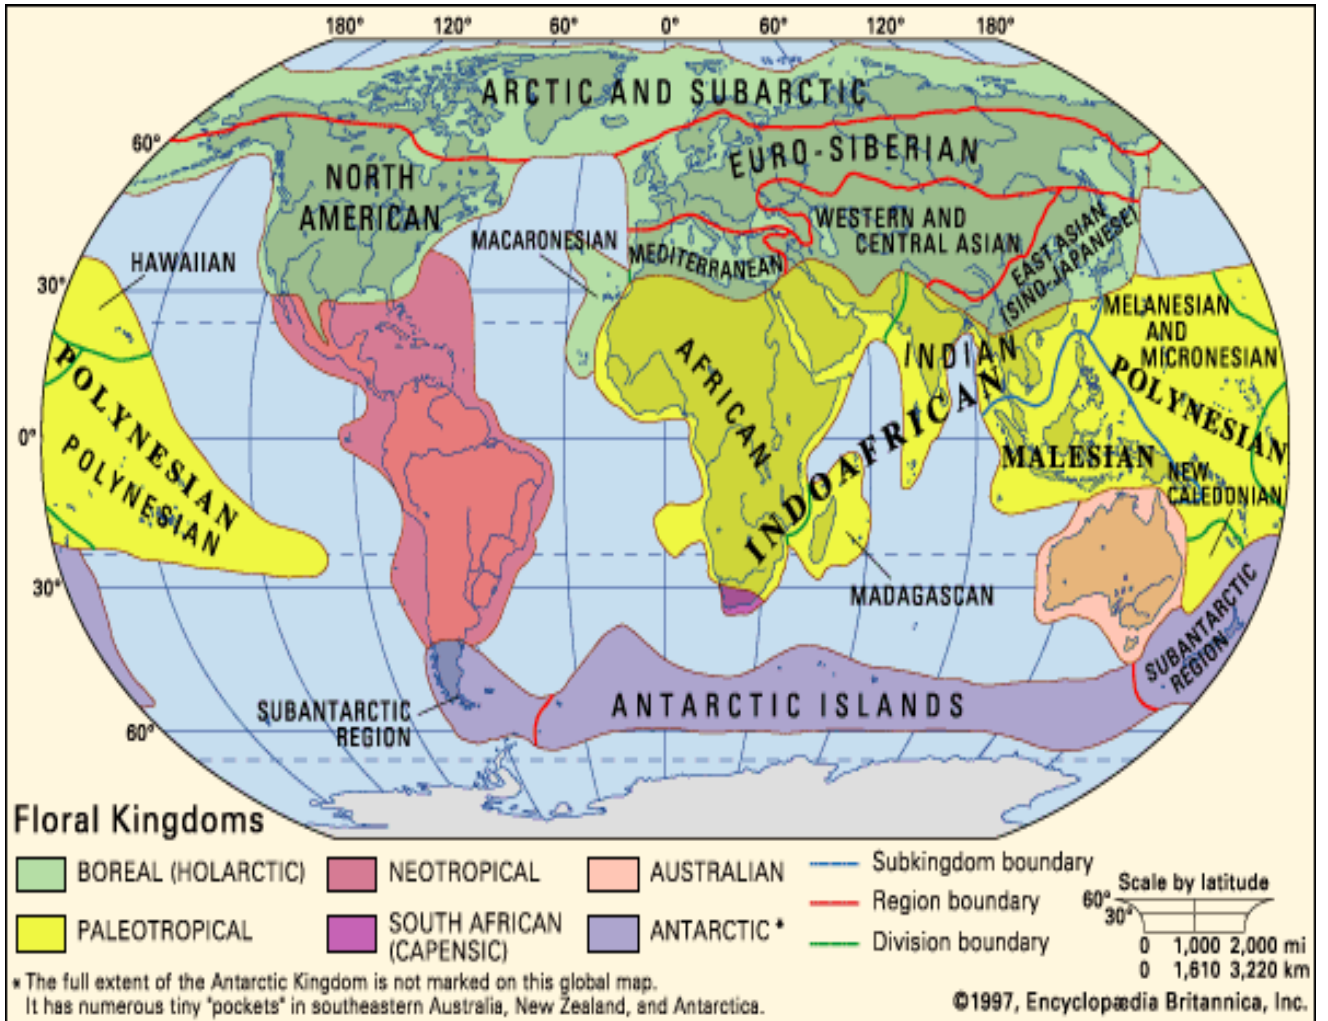 180° 120° 60° 0° 60° 120° 180°
ARCTIC AND SUBARCTIC
60°
EURO-SIBERIAN
NORTH
AMERICAN
WESTERN AND
CENTRAL ASIAN
EAST ASIAN
(SINO-JAPANESE)
MACARONESIAN
MEDITERRANEAN
HAWAIIAN
30°
MELANESIAN
AND
MICRONESIAN
AFRICAN
INDIAN
POLYNESIAN
POLYNESIAN
POLYNESIAN
INDOAFRICAN
0°
MALESIAN
NEW
CALEDONIAN
30°
MADAGASCAN
SUBANTARCTIC
REGION
ANTARCTIC ISLANDS
SUBANTARCTIC
REGION
60°
Floral Kingdoms
BOREAL (HOLARCTIC)
NEOTROPICAL
AUSTRALIAN
PALEOTROPICAL
SOUTH AFRICAN
(CAPENSIC)
ANTARCTIC *
Subkingdom boundary
Region boundary
Division boundary
Scale by latitude
60°
30°
0 1,000 2,000 mi
0 1,610 3,220 km
* The full extent of the Antarctic Kingdom is not marked on this global map.
It has numerous tiny "pockets" in southeastern Australia, New Zealand, and Antarctica.
©1997, Encyclopædia Britannica, Inc.